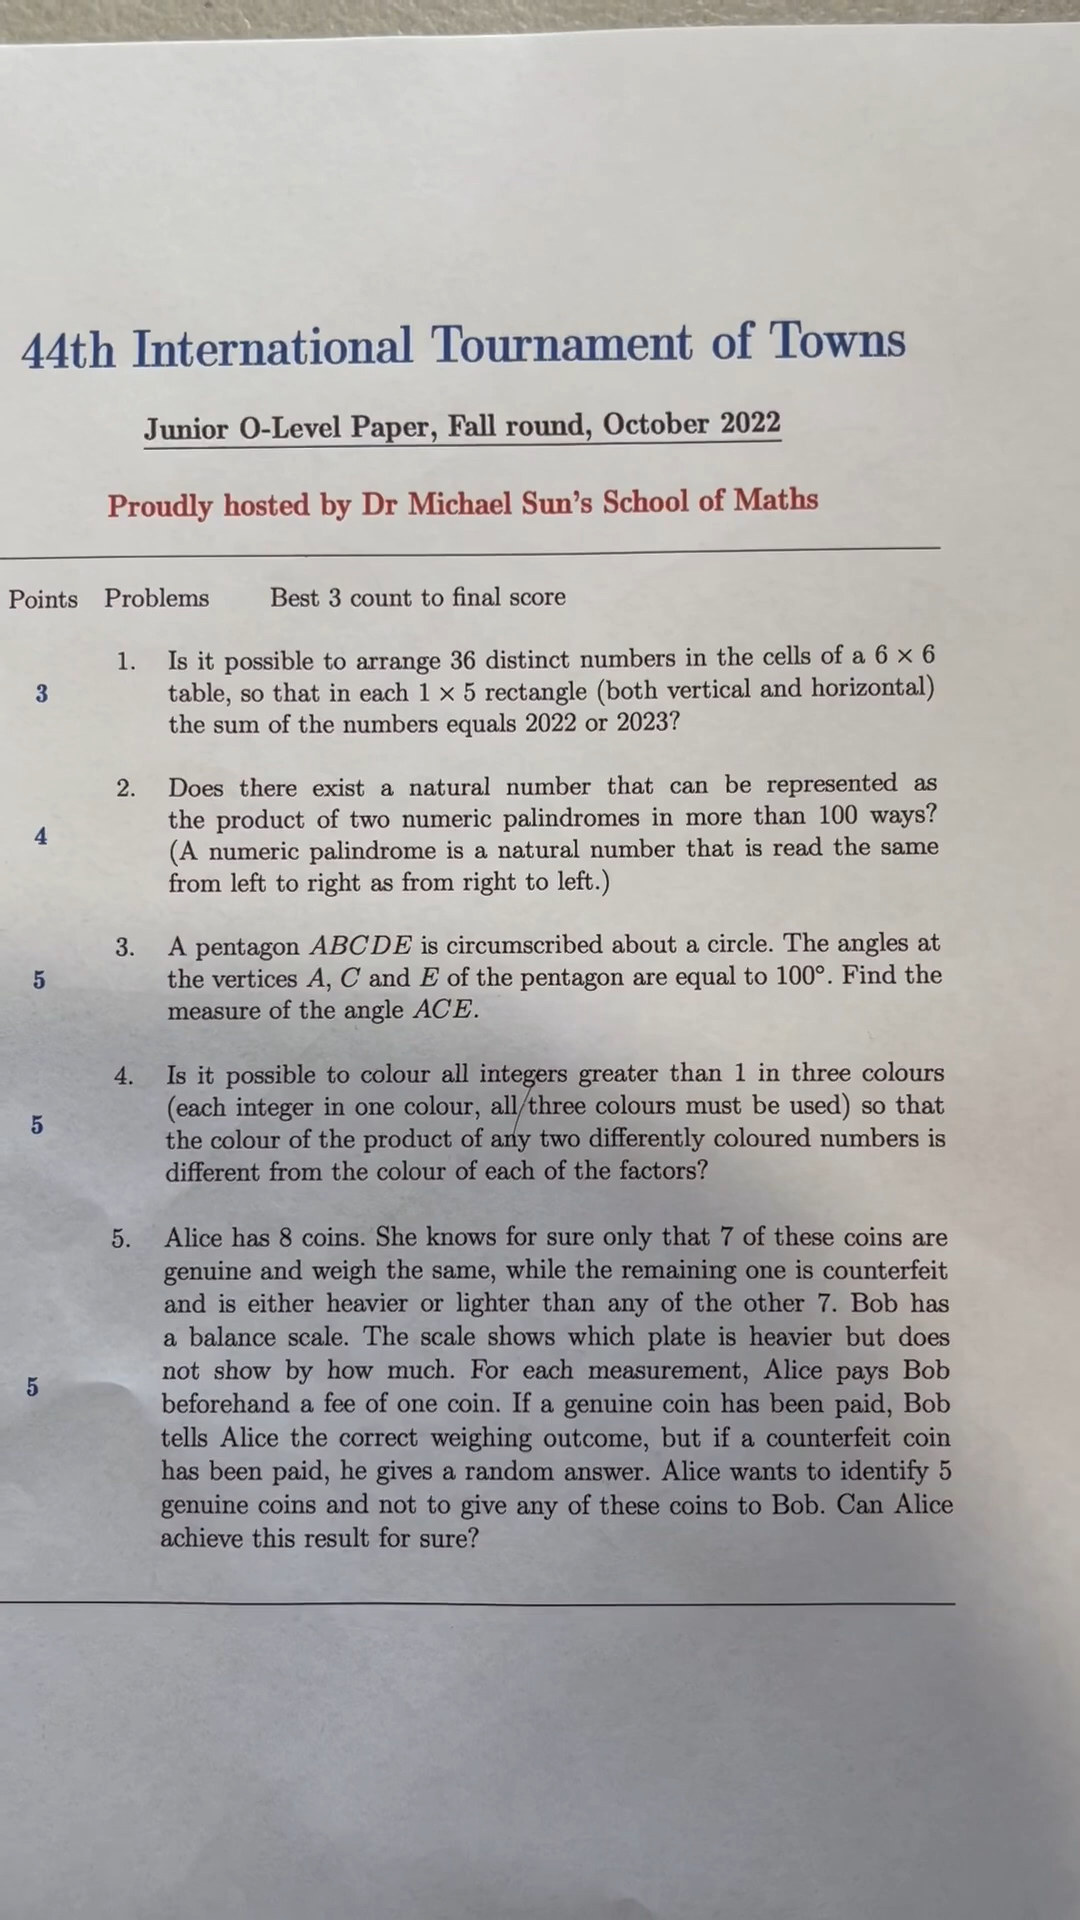 44th International Tournament of Towns
Junior O-Level Paper, Fall round, October 2022
Proudly hosted by Dr Michael Sun's School of Maths
Points Problems Best 3 count to final score
1. Is it possible to arrange 36 distinct numbers in the cells of a 6 × 6
3 table, so that in each 1 × 5 rectangle (both vertical and horizontal)
the sum of the numbers equals 2022 or 2023?
2. Does there exist a natural number that can be represented as
4 the product of two numeric palindromes in more than 100 ways?
(A numeric palindrome is a natural number that is read the same
from left to right as from right to left.)
3. A pentagon ABCDE is circumscribed about a circle. The angles at
5 the vertices A, C and E of the pentagon are equal to 100°. Find the
measure of the angle ACE.
4. Is it possible to colour all integers greater than 1 in three colours
5 (each integer in one colour, all three colours must be used) so that
the colour of the product of any two differently coloured numbers is
different from the colour of each of the factors?
5. Alice has 8 coins. She knows for sure only that 7 of these coins are
genuine and weigh the same, while the remaining one is counterfeit
and is either heavier or lighter than any of the other 7. Bob has
a balance scale. The scale shows which plate is heavier but does
5 not show by how much. For each measurement, Alice pays Bob
beforehand a fee of one coin. If a genuine coin has been paid, Bob
tells Alice the correct weighing outcome, but if a counterfeit coin
has been paid, he gives a random answer. Alice wants to identify 5
genuine coins and not to give any of these coins to Bob. Can Alice
achieve this result for sure?